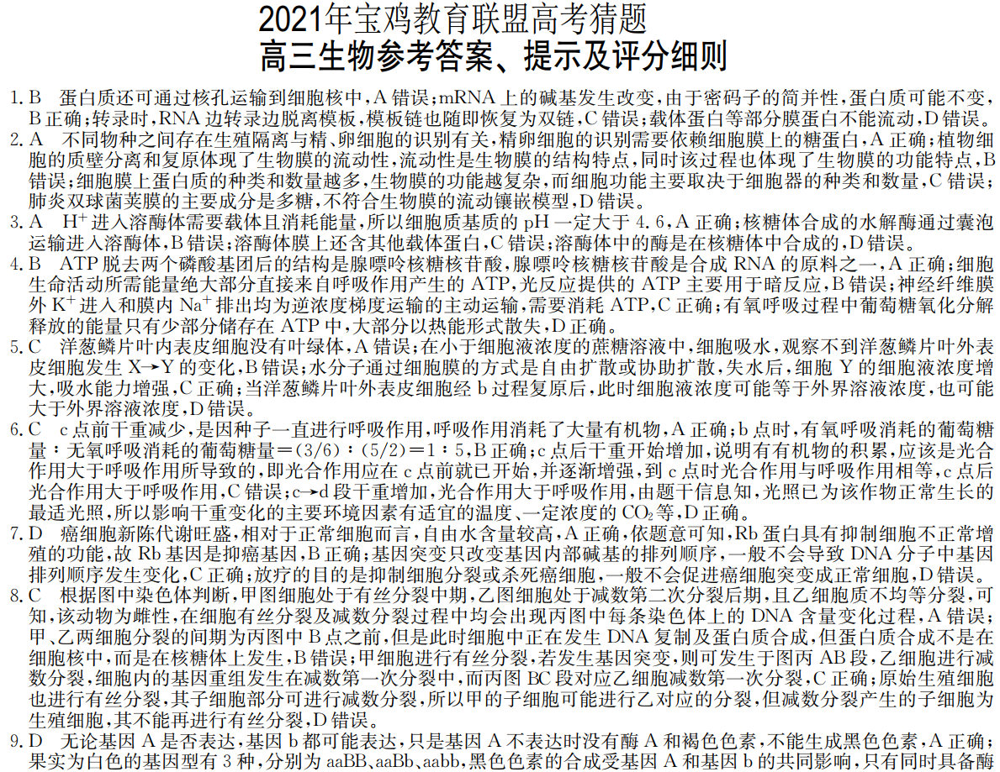 2021年宝鸡教育联盟高考猜题
高三生物参考答案、提示及评分细则
1. B 蛋白质还可通过核孔运输到细胞核中,A错误;mRNA上的碱基发生改变,由于密码子的简并性,蛋白质可能不变,
B正确;转录时,RNA边转录边脱离模板,模板链也随即恢复为双链,C错误;载体蛋白等部分膜蛋白不能流动,D错误。
2. A 不同物种之间存在生殖隔离与精、卵细胞的识别有关,精卵细胞的识别需要依赖细胞膜上的糖蛋白,A正确;植物细
胞的质壁分离和复原体现了生物膜的流动性,流动性是生物膜的结构特点,同时该过程也体现了生物膜的功能特点,B
错误;细胞膜上蛋白质的种类和数量越多,生物膜的功能越复杂,而细胞功能主要取决于细胞器的种类和数量,C错误;
肺炎双球菌荚膜的主要成分是多糖,不符合生物膜的流动镶嵌模型,D错误。
3. A H⁺进入溶酶体需要载体且消耗能量,所以细胞质基质的pH一定大于4.6,A正确;核糖体合成的水解酶通过囊泡
运输进入溶酶体,B错误;溶酶体膜上还含其他载体蛋白,C错误;溶酶体中的酶是在核糖体中合成的,D错误。
4. B ATP脱去两个磷酸基团后的结构是腺嘌呤核糖核苷酸,腺嘌呤核糖核苷酸是合成RNA的原料之一,A正确;细胞
生命活动所需能量绝大部分直接来自呼吸作用产生的ATP,光反应提供的ATP主要用于暗反应,B错误;神经纤维膜
外K⁺进入和膜内Na⁺排出均为逆浓度梯度运输的主动运输,需要消耗ATP,C正确;有氧呼吸过程中葡萄糖氧化分解
释放的能量只有少部分储存在ATP中,大部分以热能形式散失,D正确。
5. C 洋葱鳞片叶内表皮细胞没有叶绿体,A错误;在小于细胞液浓度的蔗糖溶液中,细胞吸水,观察不到洋葱鳞片叶外表
皮细胞发生X→Y的变化,B错误;水分子通过细胞膜的方式是自由扩散或协助扩散,失水后,细胞Y的细胞液浓度增
大,吸水能力增强,C正确;当洋葱鳞片叶外表皮细胞经b过程复原后,此时细胞液浓度可能等于外界溶液浓度,也可能
大于外界溶液浓度,D错误。
6. C c点前干重减少,是因种子一直进行呼吸作用,呼吸作用消耗了大量有机物,A正确;b点时,有氧呼吸消耗的葡萄糖
量∶无氧呼吸消耗的葡萄糖量=(3/6)∶(5/2)=1∶5,B正确;c点后干重开始增加,说明有有机物的积累,应该是光合
作用大于呼吸作用所导致的,即光合作用应在c点前就已开始,并逐渐增强,到c点时光合作用与呼吸作用相等,c点后
光合作用大于呼吸作用,C错误;c→d段干重增加,光合作用大于呼吸作用,由题干信息知,光照已为该作物正常生长的
最适光照,所以影响干重变化的主要环境因素有适宜的温度、一定浓度的CO₂等,D正确。
7. D 癌细胞新陈代谢旺盛,相对于正常细胞而言,自由水含量较高,A正确,依题意可知,Rb蛋白具有抑制细胞不正常增
殖的功能,故Rb基因是抑癌基因,B正确;基因突变只改变基因内部碱基的排列顺序,一般不会导致DNA分子中基因
排列顺序发生变化,C正确;放疗的目的是抑制细胞分裂或杀死癌细胞,一般不会促进癌细胞突变成正常细胞,D错误。
8. C 根据图中染色体判断,甲图细胞处于有丝分裂中期,乙图细胞处于减数第二次分裂后期,且乙细胞质不均等分裂,可
知,该动物为雌性,在细胞有丝分裂及减数分裂过程中均会出现丙图中每条染色体上的DNA含量变化过程,A错误;
甲、乙两细胞分裂的间期为丙图中B点之前,但是此时细胞中正在发生DNA复制及蛋白质合成,但蛋白质合成不是在
细胞核中,而是在核糖体上发生,B错误;甲细胞进行有丝分裂,若发生基因突变,则可发生于图丙AB段,乙细胞进行减
数分裂,细胞内的基因重组发生在减数第一次分裂中,而丙图BC段对应乙细胞减数第一次分裂,C正确;原始生殖细胞
也进行有丝分裂,其子细胞部分可进行减数分裂,所以甲的子细胞可能进行乙对应的分裂,但减数分裂产生的子细胞为
生殖细胞,其不能再进行有丝分裂,D错误。
9. D 无论基因A是否表达,基因b都可能表达,只是基因A不表达时没有酶A和褐色色素,不能生成黑色色素,A正确;
果实为白色的基因型有3种,分别为aaBB、aaBb、aabb,黑色色素的合成受基因A和基因b的共同影响,只有同时具备酶